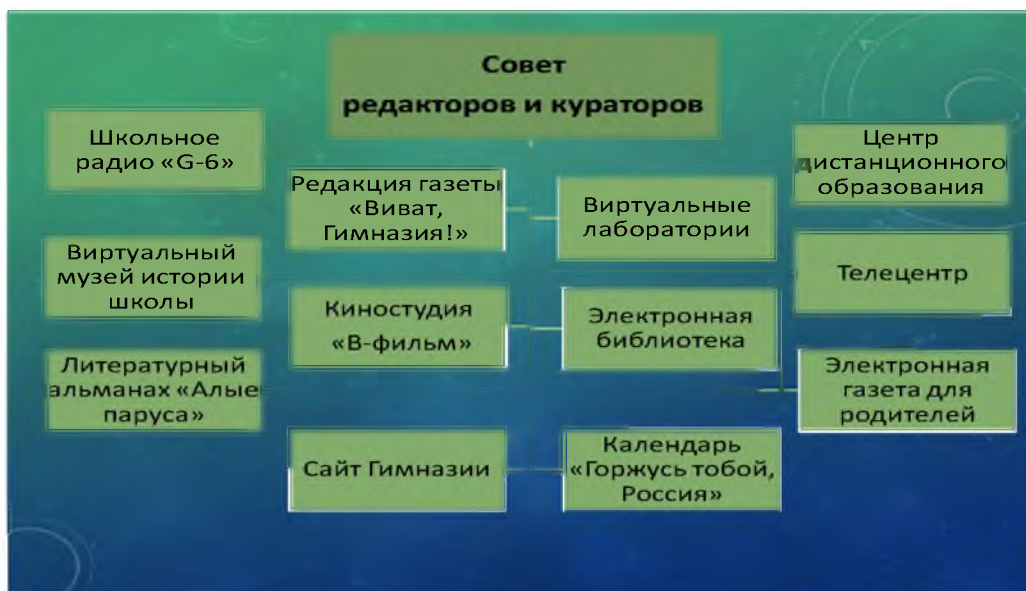 Совет
редакторов и кураторов
Школьное
радио «G-6»
Центр
дистанционного
образования
Редакция газеты
«Виват,
Гимназия!»
Виртуальные
лаборатории
Виртуальный
музей истории
школы
Телецентр
Киностудия
«В-фильм»
Электронная
библиотека
Литературный
альманах «Алые
паруса»
Электронная
газета для
родителей
Сайт Гимназии
Календарь
«Горжусь тобой,
Россия»